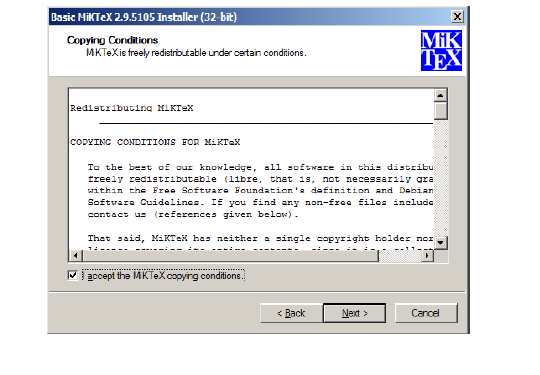 Basic MiKTeX 2.9.5105 Installer (32-bit)
Copying Conditions
MiKTeX is freely redistributable under certain conditions.
MiK
TEX
Redistributing MiKTeX
COPYING CONDITIONS FOR MiKTeX
To the best of our knowledge, all software in this distribu
freely redistributable (libre, that is, not necessarily gra
within the Free Software Foundation's definition and Debian
Software Guidelines. If you find any non-free files include
contact us (references given below).
That said, MiKTeX has neither a single copyright holder nor
I accept the MiKTeX copying conditions.
< Back
Next >
Cancel